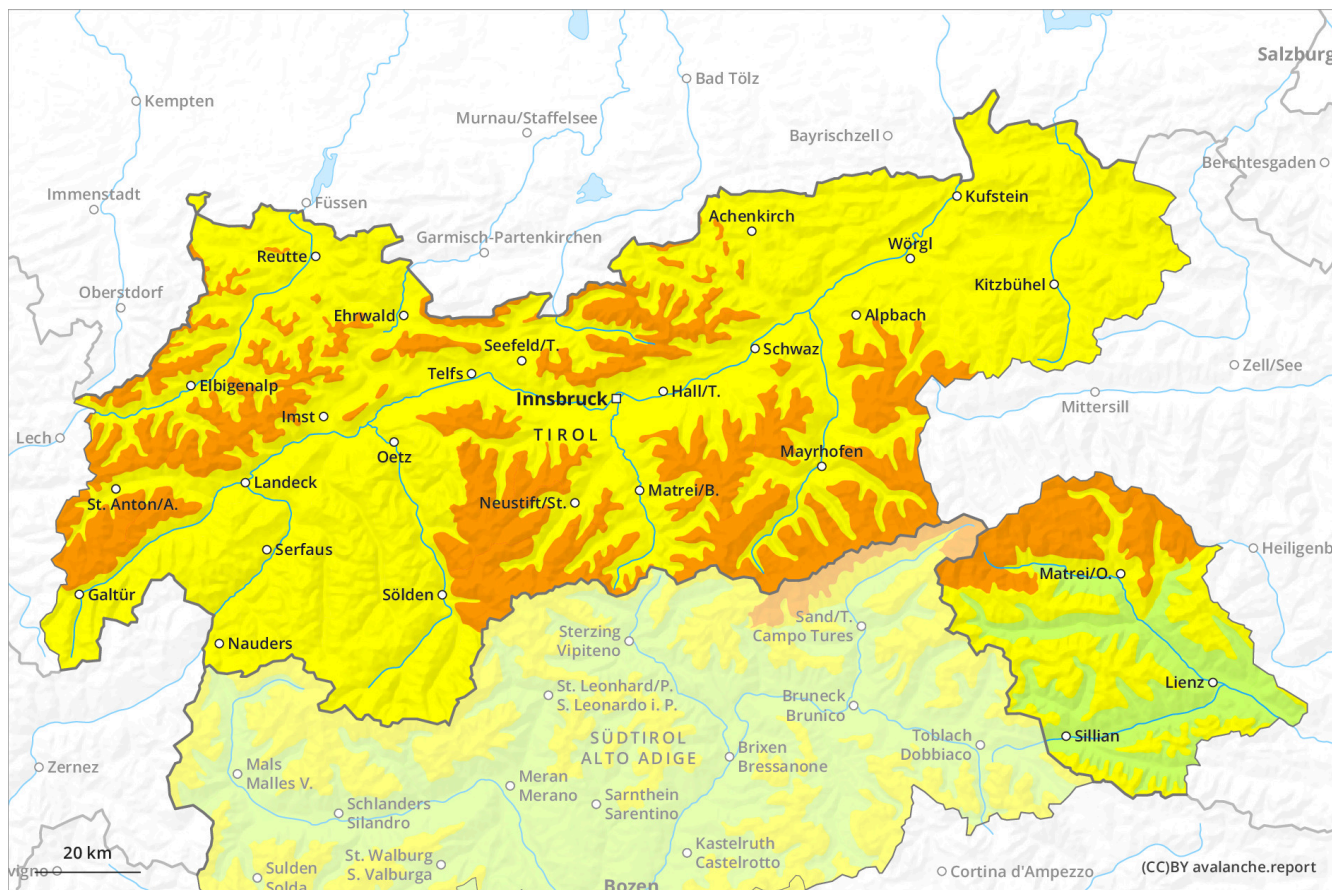 Salzburg
Bad Tölz
Kempten
Murnau/Staffelsee
Bayrischzell
Berchtesgaden
Immenstadt
Füssen
Kufstein
Achenkirch
Garmisch-Partenkirchen
Wörgl
Reutte
Kitzbühel
Oberstdorf
Ehrwald
Alpbach
Seefeld/T.
Schwaz
Zell/See
Telfs
Elbigenalp
Hall/T.
Innsbruck
Mittersill
Imst
TIROL
Lech
Oetz
Mayrhofen
Landeck
Matrei/B.
St. Anton/A.
Neustift/St.
Serfaus
Heiligenb
Matrei/O.
Galtür
Sölden
Sand/T.
Campo Tures
Sterzing
Vipiteno
Nauders
Lienz
St. Leonhard/P.
S. Leonardo i. P.
Bruneck
Brunico
Sillian
SÜDTIROL
ALTO ADIGE
Toblach
Dobbiaco
Brixen
Bressanone
Zernez
Mals
Malles V.
Meran
Merano
Sarnthein
Sarentino
Schlanders
Silandro
Kastelruth
Castelrotto
20 km
St. Walburg
S. Valburga
vigno
Sulden
Solda
Cortina d'Ampezzo
(CC)BY avalanche.report
Bozen